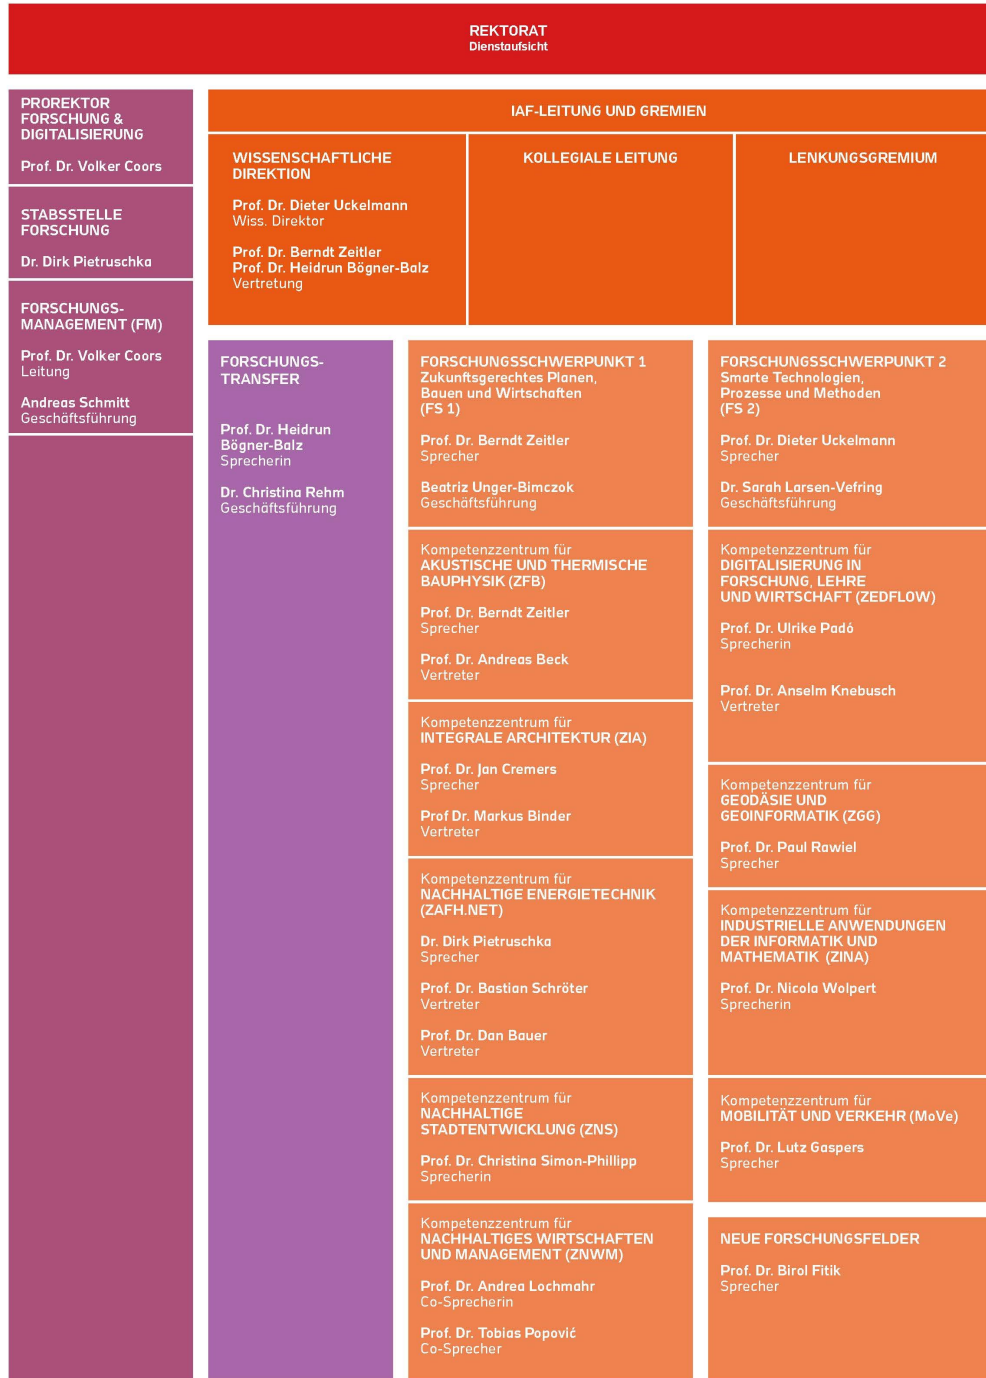 REKTORAT
Dienstaufsicht
PROREKTOR
FORSCHUNG &
DIGITALISIERUNG
Prof. Dr. Volker Coors
STABSSTELLE
FORSCHUNG
Dr. Dirk Pietruschka
FORSCHUNGS-
MANAGEMENT (FM)
Prof. Dr. Volker Coors
Leitung
Andreas Schmitt
Geschäftsführung
IAF-LEITUNG UND GREMIEN
WISSENSCHAFTLICHE
DIREKTION
Prof. Dr. Dieter Uckelmann
Wiss. Direktor
Prof. Dr. Berndt Zeitler
Prof. Dr. Heidrun Bögner-Balz
Vertretung
KOLLEGIALE LEITUNG
LENKUNGSGREMIUM
FORSCHUNGS-
TRANSFER
Prof. Dr. Heidrun
Bögner-Balz
Sprecherin
Dr. Christina Rehm
Geschäftsführung
FORSCHUNGSSCHWERPUNKT 1
Zukunftsgerechtes Planen,
Bauen und Wirtschaften
(FS 1)
Prof. Dr. Berndt Zeitler
Sprecher
Beatriz Unger-Bimczok
Geschäftsführung
Kompetenzzentrum für
AKUSTISCHE UND THERMISCHE
BAUPHYSIK (ZFB)
Prof. Dr. Berndt Zeitler
Sprecher
Prof. Dr. Andreas Beck
Vertreter
Kompetenzzentrum für
INTEGRALE ARCHITEKTUR (ZIA)
Prof. Dr. Jan Cremers
Sprecher
Prof Dr. Markus Binder
Vertreter
Kompetenzzentrum für
NACHHALTIGE ENERGIETECHNIK
(ZAFH.NET)
Dr. Dirk Pietruschka
Sprecher
Prof. Dr. Bastian Schröter
Vertreter
Prof. Dr. Dan Bauer
Vertreter
Kompetenzzentrum für
NACHHALTIGE
STADTENTWICKLUNG (ZNS)
Prof. Dr. Christina Simon-Phillipp
Sprecherin
Kompetenzzentrum für
NACHHALTIGES WIRTSCHAFTEN
UND MANAGEMENT (ZNWM)
Prof. Dr. Andrea Lochmahr
Co-Sprecherin
Prof. Dr. Tobias Popović
Co-Sprecher
FORSCHUNGSSCHWERPUNKT 2
Smarte Technologien,
Prozesse und Methoden
(FS 2)
Prof. Dr. Dieter Uckelmann
Sprecher
Dr. Sarah Larsen-Vefring
Geschäftsführung
Kompetenzzentrum für
DIGITALISIERUNG IN
FORSCHUNG, LEHRE
UND WIRTSCHAFT (ZEDFLOW)
Prof. Dr. Ulrike Padó
Sprecherin
Prof. Dr. Anselm Knebusch
Vertreter
Kompetenzzentrum für
GEODÄSIE UND
GEOINFORMATIK (ZGG)
Prof. Dr. Paul Rawiel
Sprecher
Kompetenzzentrum für
INDUSTRIELLE ANWENDUNGEN
DER INFORMATIK UND
MATHEMATIK (ZINA)
Prof. Dr. Nicola Wolpert
Sprecherin
Kompetenzzentrum für
MOBILITÄT UND VERKEHR (MoVe)
Prof. Dr. Lutz Gaspers
Sprecher
NEUE FORSCHUNGSFELDER
Prof. Dr. Birol Fitik
Sprecher